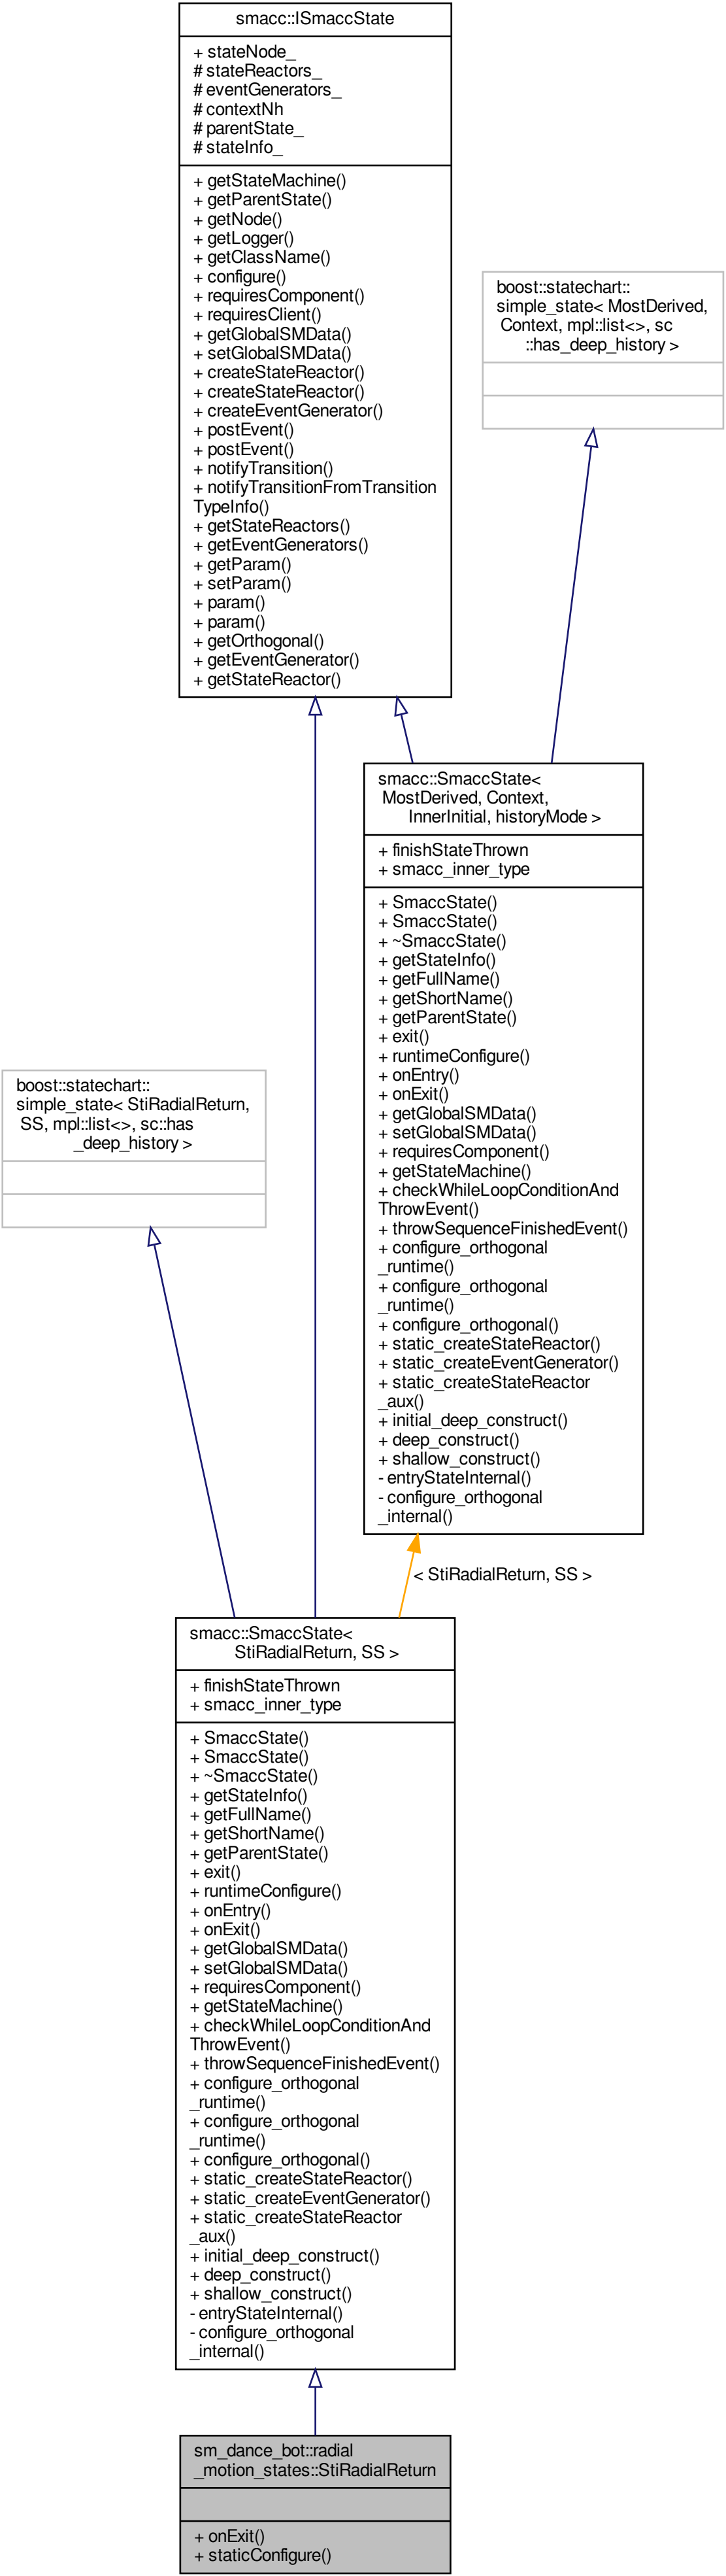 smacc::ISmaccState
+ stateNode_
# stateReactors_
# eventGenerators_
# contextNh
# parentState_
# stateInfo_
+ getStateMachine()
+ getParentState()
+ getNode()
+ getLogger()
+ getClassName()
+ configure()
+ requiresComponent()
+ requiresClient()
+ getGlobalSMData()
+ setGlobalSMData()
+ createStateReactor()
+ createStateReactor()
+ createEventGenerator()
+ postEvent()
+ postEvent()
+ notifyTransition()
+ notifyTransitionFromTransition
TypeInfo()
+ getStateReactors()
+ getEventGenerators()
+ getParam()
+ setParam()
+ param()
+ param()
+ getOrthogonal()
+ getEventGenerator()
+ getStateReactor()
boost::statechart::
simple_state< MostDerived,
Context, mpl::list<>, sc
::has_deep_history >
smacc::SmaccState<
MostDerived, Context,
InnerInitial, historyMode >
+ finishStateThrown
+ smacc_inner_type
+ SmaccState()
+ SmaccState()
+ ~SmaccState()
+ getStateInfo()
+ getFullName()
+ getShortName()
+ getParentState()
+ exit()
+ runtimeConfigure()
+ onEntry()
+ onExit()
+ getGlobalSMData()
+ setGlobalSMData()
+ requiresComponent()
+ getStateMachine()
+ checkWhileLoopConditionAnd
ThrowEvent()
+ throwSequenceFinishedEvent()
+ configure_orthogonal
_runtime()
+ configure_orthogonal
_runtime()
+ configure_orthogonal()
+ static_createStateReactor()
+ static_createEventGenerator()
+ static_createStateReactor
_aux()
+ initial_deep_construct()
+ deep_construct()
+ shallow_construct()
- entryStateInternal()
- configure_orthogonal
_internal()
boost::statechart::
simple_state< StiRadialReturn,
SS, mpl::list<>, sc::has
_deep_history >
< StiRadialReturn, SS >
smacc::SmaccState<
StiRadialReturn, SS >
+ finishStateThrown
+ smacc_inner_type
+ SmaccState()
+ SmaccState()
+ ~SmaccState()
+ getStateInfo()
+ getFullName()
+ getShortName()
+ getParentState()
+ exit()
+ runtimeConfigure()
+ onEntry()
+ onExit()
+ getGlobalSMData()
+ setGlobalSMData()
+ requiresComponent()
+ getStateMachine()
+ checkWhileLoopConditionAnd
ThrowEvent()
+ throwSequenceFinishedEvent()
+ configure_orthogonal
_runtime()
+ configure_orthogonal
_runtime()
+ configure_orthogonal()
+ static_createStateReactor()
+ static_createEventGenerator()
+ static_createStateReactor
_aux()
+ initial_deep_construct()
+ deep_construct()
+ shallow_construct()
- entryStateInternal()
- configure_orthogonal
_internal()
sm_dance_bot::radial
_motion_states::StiRadialReturn
+ onExit()
+ staticConfigure()